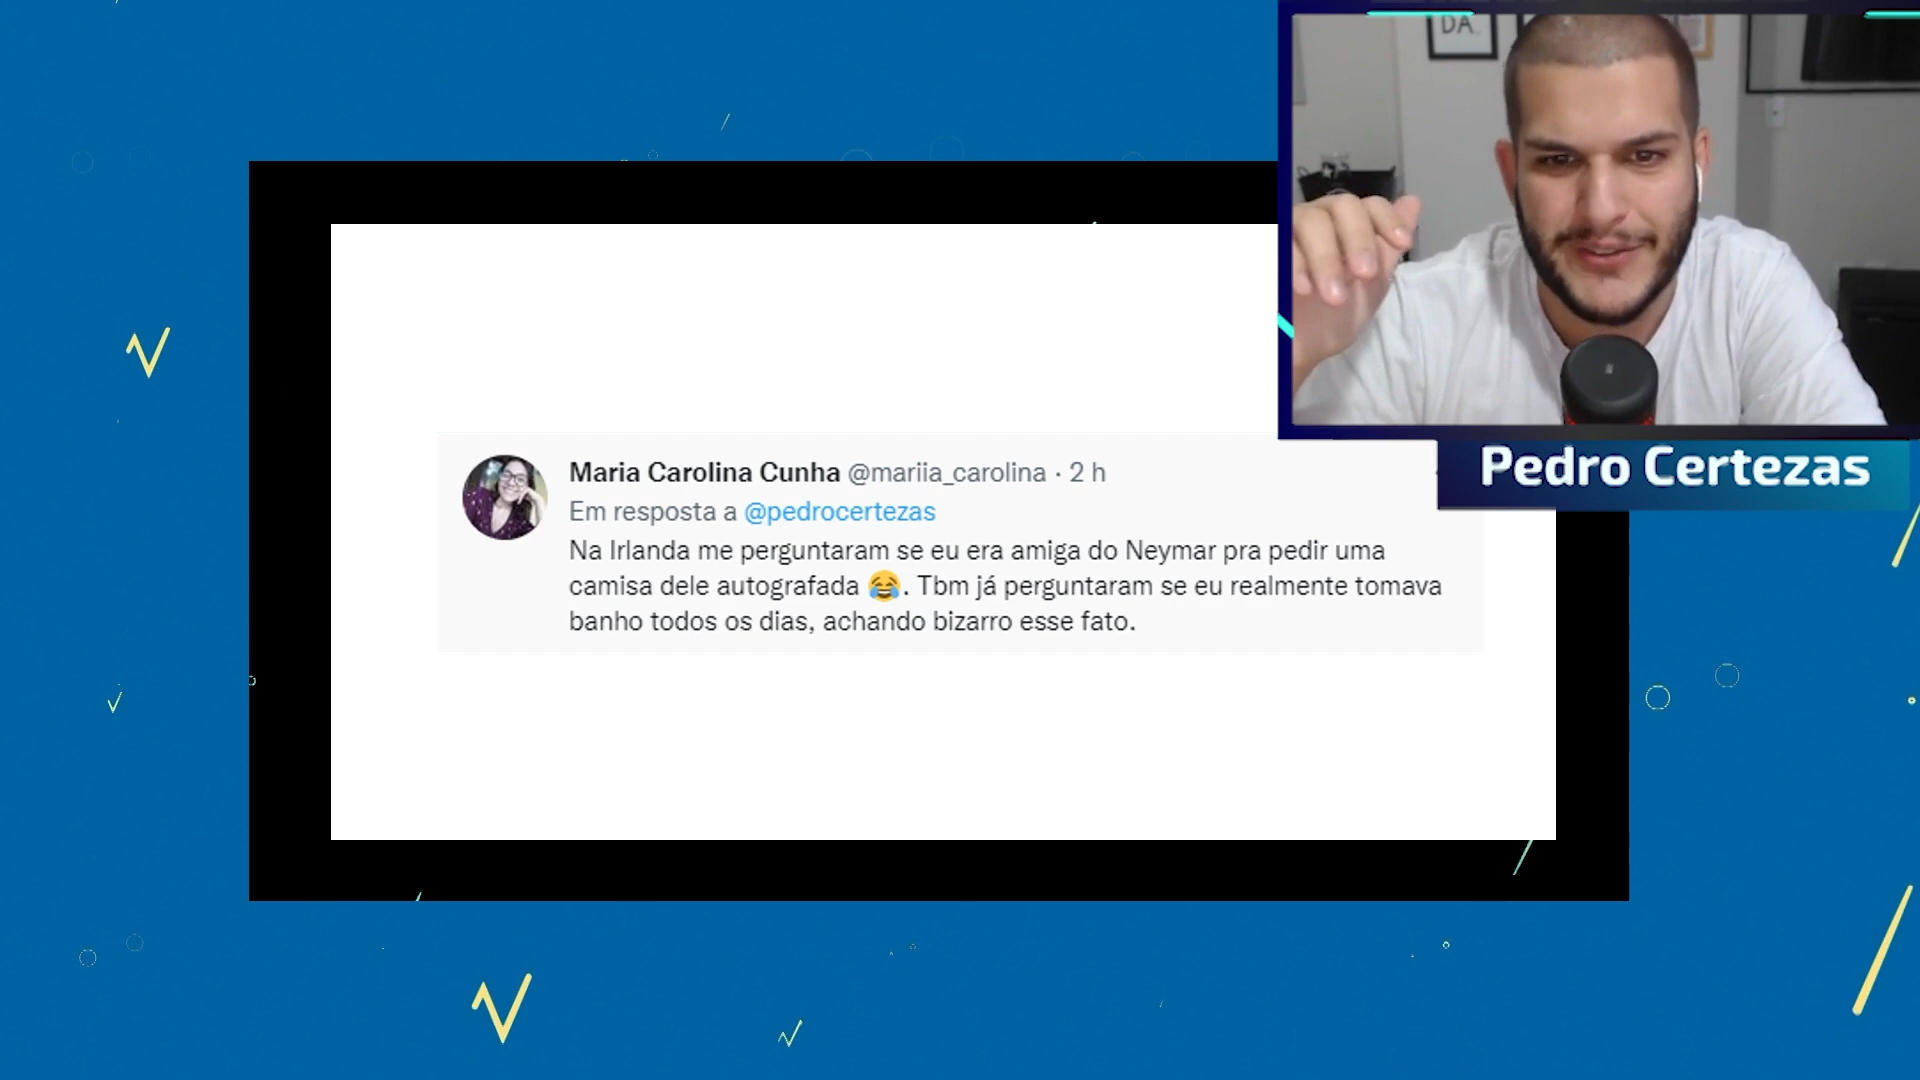 DA
Pedro Certezas
Maria Carolina Cunha @mariia_carolina · 2 h
Em resposta a @pedrocertezas
Na Irlanda me perguntaram se eu era amiga do Neymar pra pedir uma
camisa dele autografada 😂. Tbm já perguntaram se eu realmente tomava
banho todos os dias, achando bizarro esse fato.